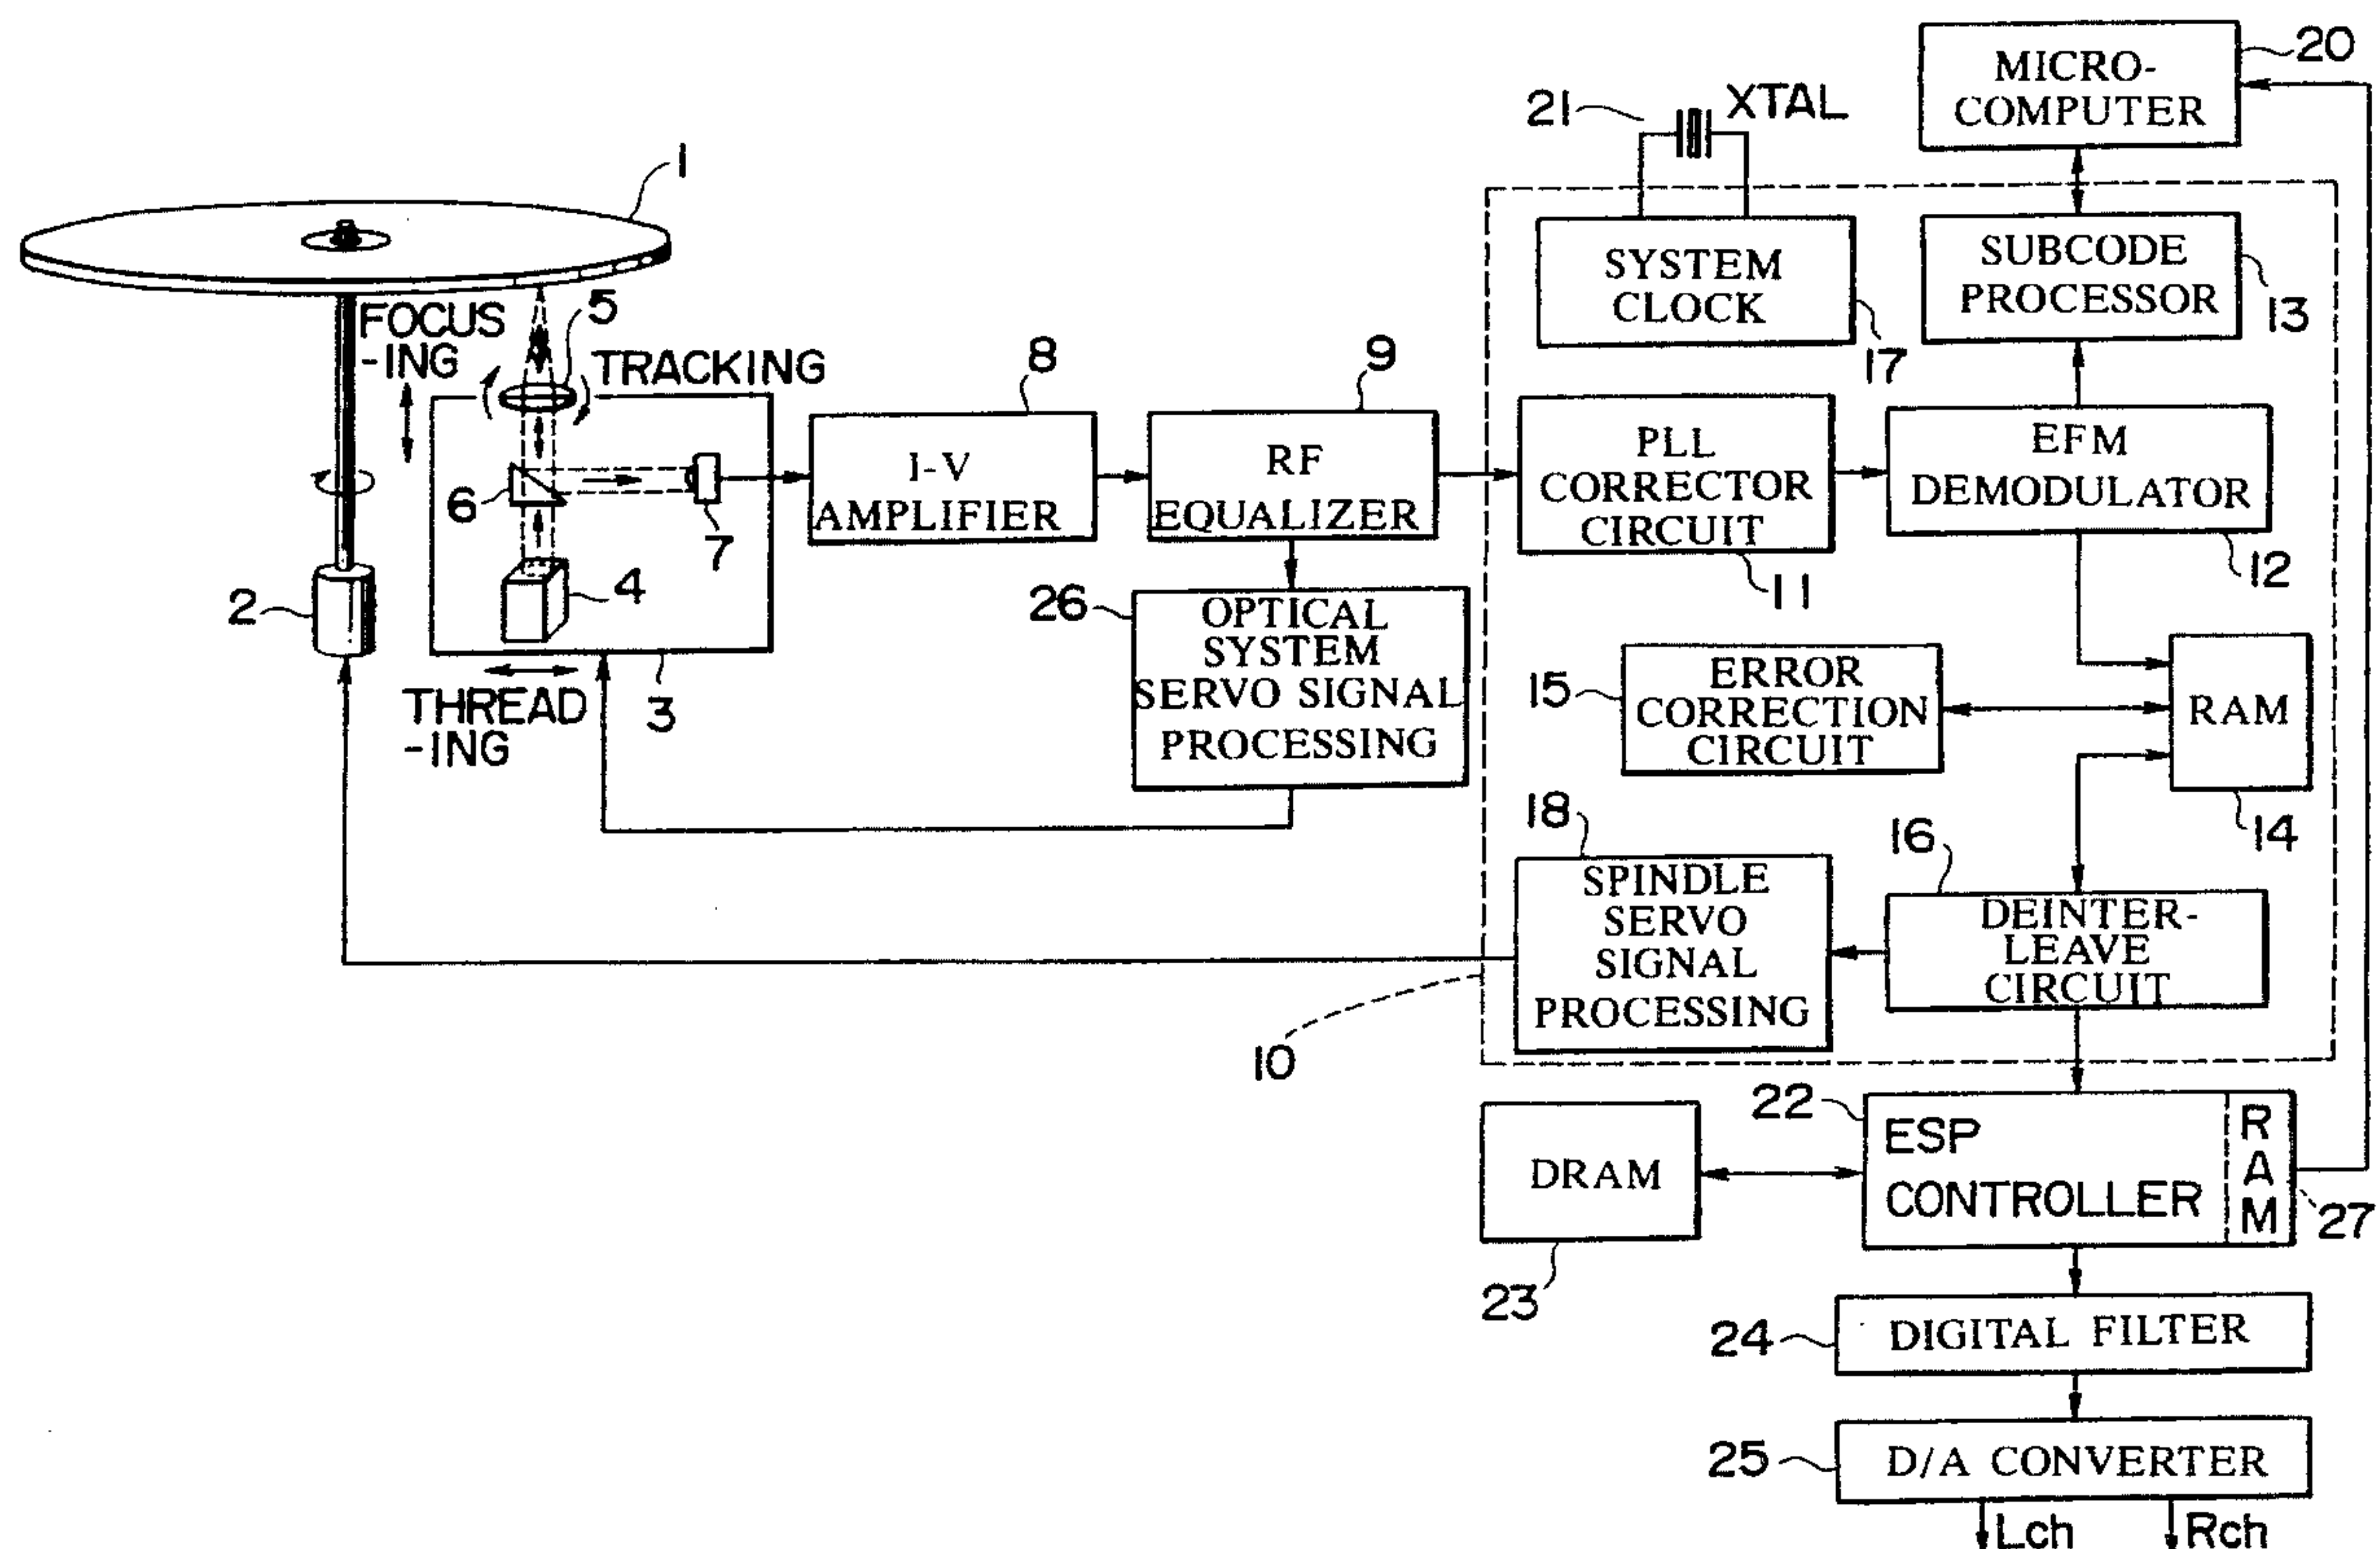 MICRO-
COMPUTER
20
21
XTAL
1
SYSTEM
CLOCK
17
SUBCODE
PROCESSOR
13
FOCUS
-ING
5
TRACKING
6
7
4
2
3
THREAD
-ING
8
I-V
AMPLIFIER
9
RF
EQUALIZER
PLL
CORRECTOR
CIRCUIT
11
EFM
DEMODULATOR
12
26
OPTICAL
SYSTEM
SERVO SIGNAL
PROCESSING
15
ERROR
CORRECTION
CIRCUIT
RAM
14
18
SPINDLE
SERVO
SIGNAL
PROCESSING
16
DEINTER-
LEAVE
CIRCUIT
10
22
ESP
CONTROLLER
RAM
27
DRAM
23
24
DIGITAL FILTER
25
D/A CONVERTER
Lch
Rch